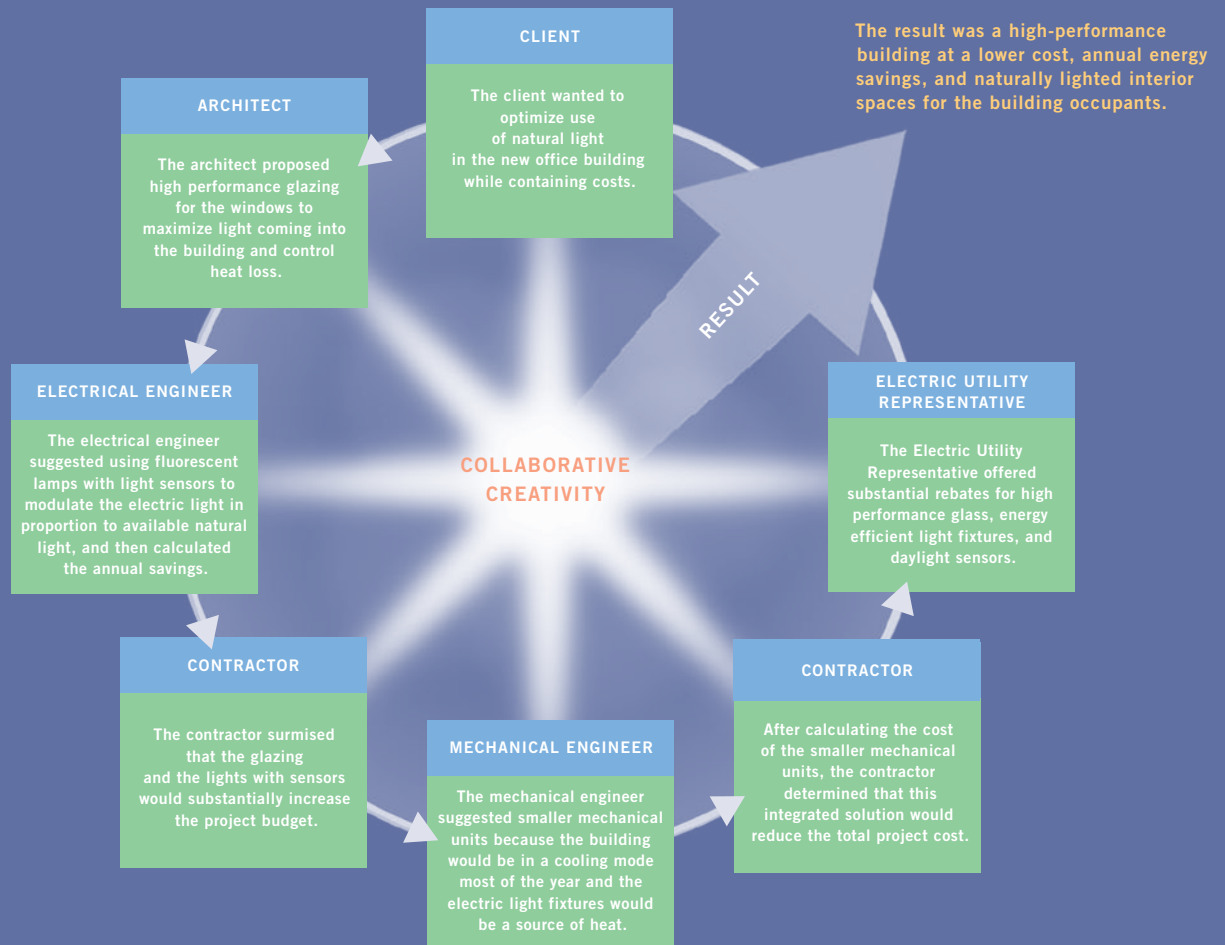 CLIENT
The client wanted to
optimize use
of natural light
in the new office building
while containing costs.
The result was a high-performance
building at a lower cost, annual energy
savings, and naturally lighted interior
spaces for the building occupants.
ARCHITECT
The architect proposed
high performance glazing
for the windows to
maximize light coming into
the building and control
heat loss.
RESULT
ELECTRICAL ENGINEER
The electrical engineer
suggested using fluorescent
lamps with light sensors to
modulate the electric light in
proportion to available natural
light, and then calculated
the annual savings.
COLLABORATIVE
CREATIVITY
ELECTRIC UTILITY
REPRESENTATIVE
The Electric Utility
Representative offered
substantial rebates for high
performance glass, energy
efficient light fixtures, and
daylight sensors.
CONTRACTOR
The contractor surmised
that the glazing
and the lights with sensors
would substantially increase
the project budget.
MECHANICAL ENGINEER
The mechanical engineer
suggested smaller mechanical
units because the building
would be in a cooling mode
most of the year and the
electric light fixtures would
be a source of heat.
CONTRACTOR
After calculating the cost
of the smaller mechanical
units, the contractor
determined that this
integrated solution would
reduce the total project cost.